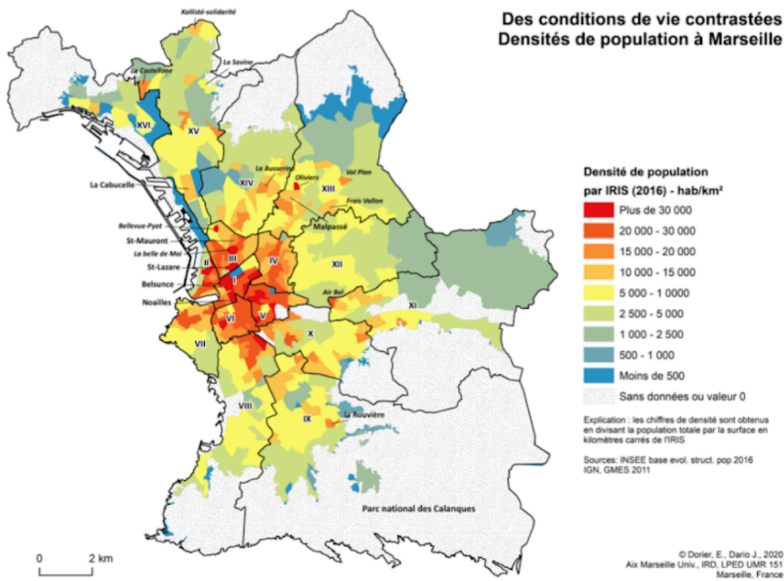 Des conditions de vie contrastées
Densités de population à Marseille
Kallisté-solidarité
La Savine
La Castellane
XVI
XV
La Cabucelle
XIV
La Busserine
Oliviers
XIII
Val Plan
Frais Vallon
Bellevue-Pyat
Malpassé
St-Mauront
La belle de Mai
II
III
IV
XII
St-Lazare
I
Belsunce
Air Bel
XI
Noailles
VI
V
VII
X
VIII
IX
la Rouvière
Parc national des Calanques
Densité de population
par IRIS (2016) - hab/km²
Plus de 30 000
20 000 - 30 000
15 000 - 20 000
10 000 - 15 000
5 000 - 1 0000
2 500 - 5 000
1 000 - 2 500
500 - 1 000
Moins de 500
Sans données ou valeur 0
Explication : les chiffres de densité sont obtenus
en divisant la population totale par la surface en
kilomètres carrés de l'IRIS
Sources: INSEE base evol. struct. pop 2016
IGN, GMES 2011
0 2 km
© Dorier, E., Dario J., 2020
Aix Marseille Univ., IRD, LPED UMR 151
Marseille, France